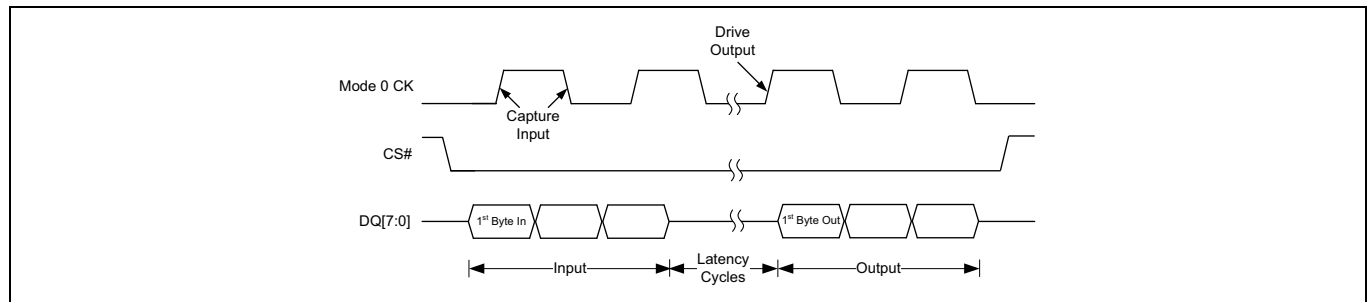 Drive
Output
Mode 0 CK
Capture
Input
CS#
DQ[7:0]
1st Byte In
1st Byte Out
Input
Latency
Cycles
Output